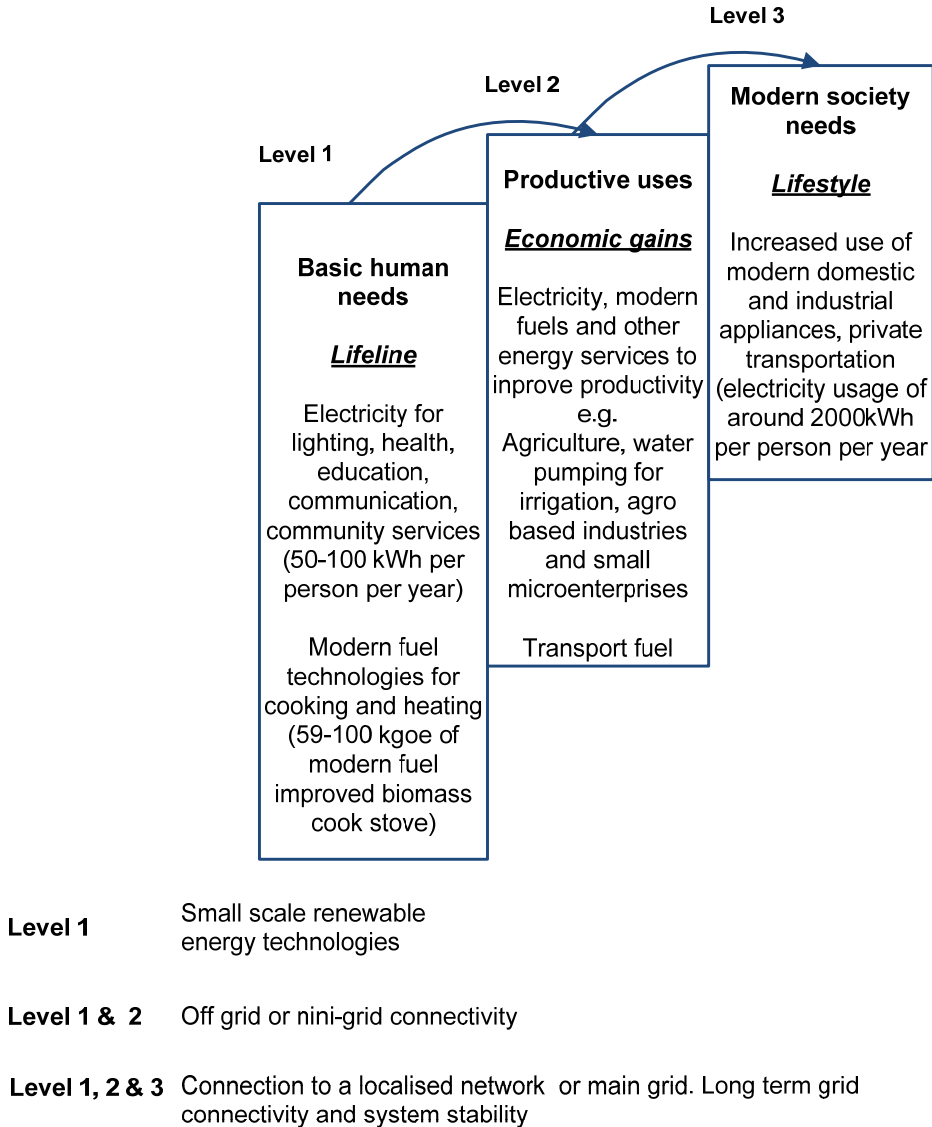 Level 1
Basic human
needs
Lifeline
Electricity for
lighting, health,
education,
communication,
community services
(50-100 kWh per
person per year)
Modern fuel
technologies for
cooking and heating
(59-100 kgoe of
modern fuel
improved biomass
cook stove)
Level 2
Productive uses
Economic gains
Electricity, modern
fuels and other
energy services to
inprove productivity
e.g.
Agriculture, water
pumping for
irrigation, agro
based industries
and small
microenterprises
Transport fuel
Level 3
Modern society
needs
Lifestyle
Increased use of
modern domestic
and industrial
appliances, private
transportation
(electricity usage of
around 2000kWh
per person per year
Level 1
Small scale renewable
energy technologies
Level 1 & 2 Off grid or nini-grid connectivity
Level 1, 2 & 3 Connection to a localised network or main grid. Long term grid
connectivity and system stability